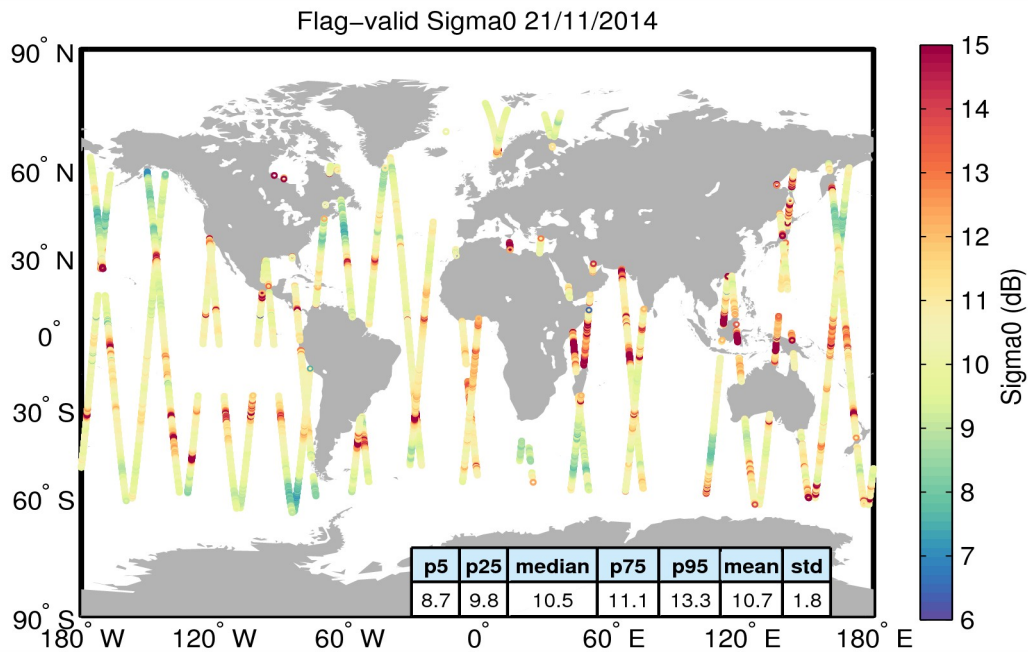 Flag−valid Sigma0 21/11/2014
90° N
60° N
30° N
0°
30° S
60° S
90° S
180° W
120° W
60° W
0°
60° E
120° E
180° E
p5 p25 median p75 p95 mean std
8.7 9.8 10.5 11.1 13.3 10.7 1.8
15
14
13
12
11
10
9
8
7
6
Sigma0 (dB)